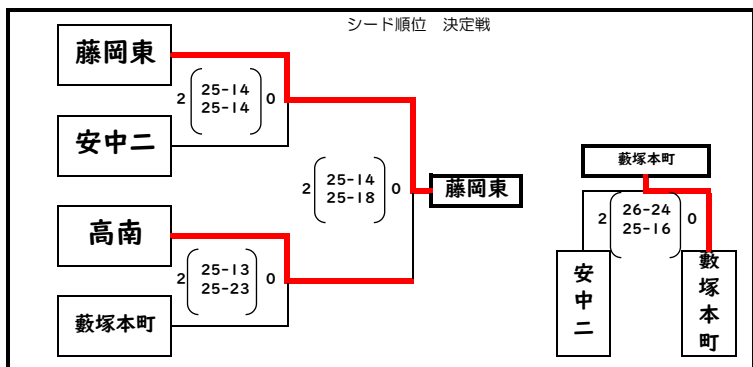 シード順位 決定戦
藤岡東
2 25-14 0
25-14
安中二
2 25-14 0
25-18
藤岡東
高南
2 25-13 0
25-23
藪塚本町
藪塚本町
2 26-24 0
25-16
安中二
藪塚本町